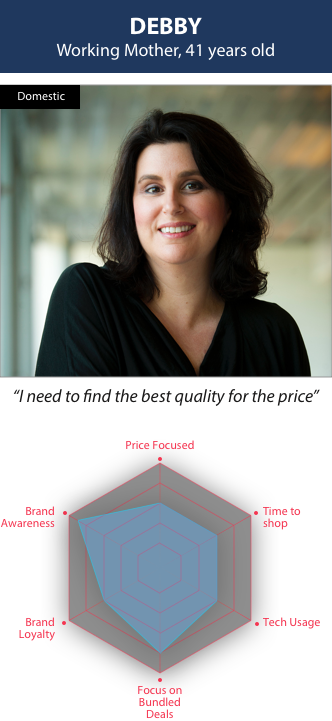 DEBBY
Working Mother, 41 years old
Domestic
“I need to find the best quality for the price”
Price Focused
Brand
Awareness
Time to
shop
Brand
Loyalty
Tech Usage
Focus on
Bundled
Deals